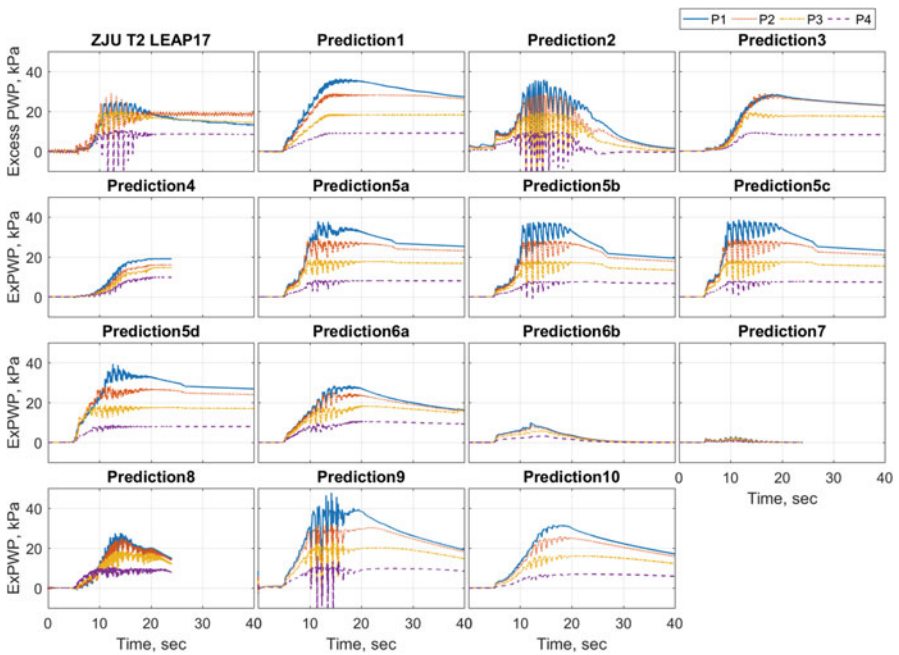 P1 P2 P3 P4
ZJU T2 LEAP17 Prediction1 Prediction2 Prediction3
Excess PWP, kPa
40
20
0
Prediction4 Prediction5a Prediction5b Prediction5c
ExPWP, kPa
40
20
0
Prediction5d Prediction6a Prediction6b Prediction7
ExPWP, kPa
40
20
0
0 10 20 30 40
Time, sec
Prediction8 Prediction9 Prediction10
ExPWP, kPa
40
20
0
0 10 20 30 40 0 10 20 30 40 0 10 20 30 40
Time, sec Time, sec Time, sec